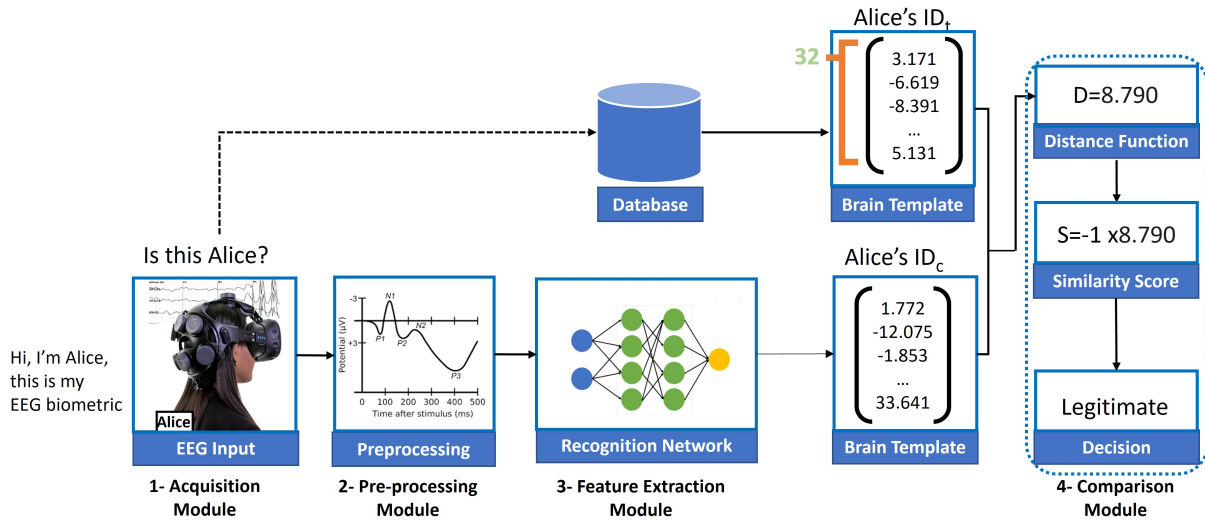 Alice's ID_t
32
3.171
-6.619
-8.391
...
5.131
Brain Template
Database
D=8.790
Distance Function
S=-1 x8.790
Similarity Score
Legitimate
Decision
4- Comparison
Module
Is this Alice?
Hi, I'm Alice,
this is my
EEG biometric
Alice
EEG Input
1- Acquisition
Module
-3
+3
Potential (µV)
N1
P1
P2
N2
P3
0 100 200 300 400 500
Time after stimulus (ms)
Preprocessing
2- Pre-processing Module
Recognition Network
3- Feature Extraction
Module
Alice's ID_c
1.772
-12.075
-1.853
...
33.641
Brain Template